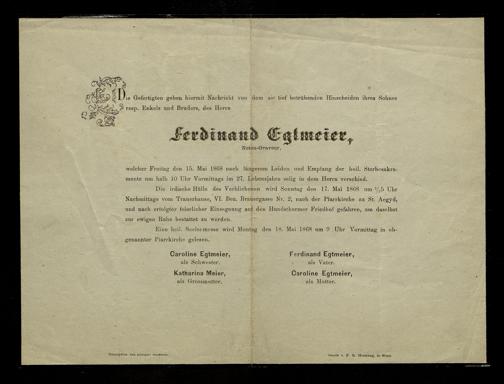 Die Gefertigten geben hiermit Nachricht von dem sie tief betrübenden Hinscheiden ihres Sohnes
resp. Enkels und Bruders, des Herrn
Ferdinand Egtmeier,
Noten-Graveur,
welcher Freitag den 15. Mai 1868 nach längerem Leiden und Empfang der heil. Sterbesakra-
mente um halb 10 Uhr Vormittags im 27. Lebensjahre selig in dem Herrn verschied.
Die irdische Hülle des Verblichenen wird Sonntag den 17. Mai 1868 um 1/2 5 Uhr
Nachmittags vom Trauerhause, VI. Bez. Brauergasse Nr. 2, nach der Pfarrkirche zu St. Aegyd,
und nach erfolgter feierlicher Einsegnung auf den Hundsthurmer Friedhof gefahren, um daselbst
zur ewigen Ruhe bestattet zu werden.
Eine heil. Seelenmesse wird Montag den 18. Mai 1868 um 9 Uhr Vormittag in ob-
genannter Pfarrkirche gelesen.
Caroline Egtmeier,
als Schwester.
Katharina Meier,
als Grossmutter.
Ferdinand Egtmeier,
als Vater.
Caroline Egtmeier,
als Mutter.
in Wien